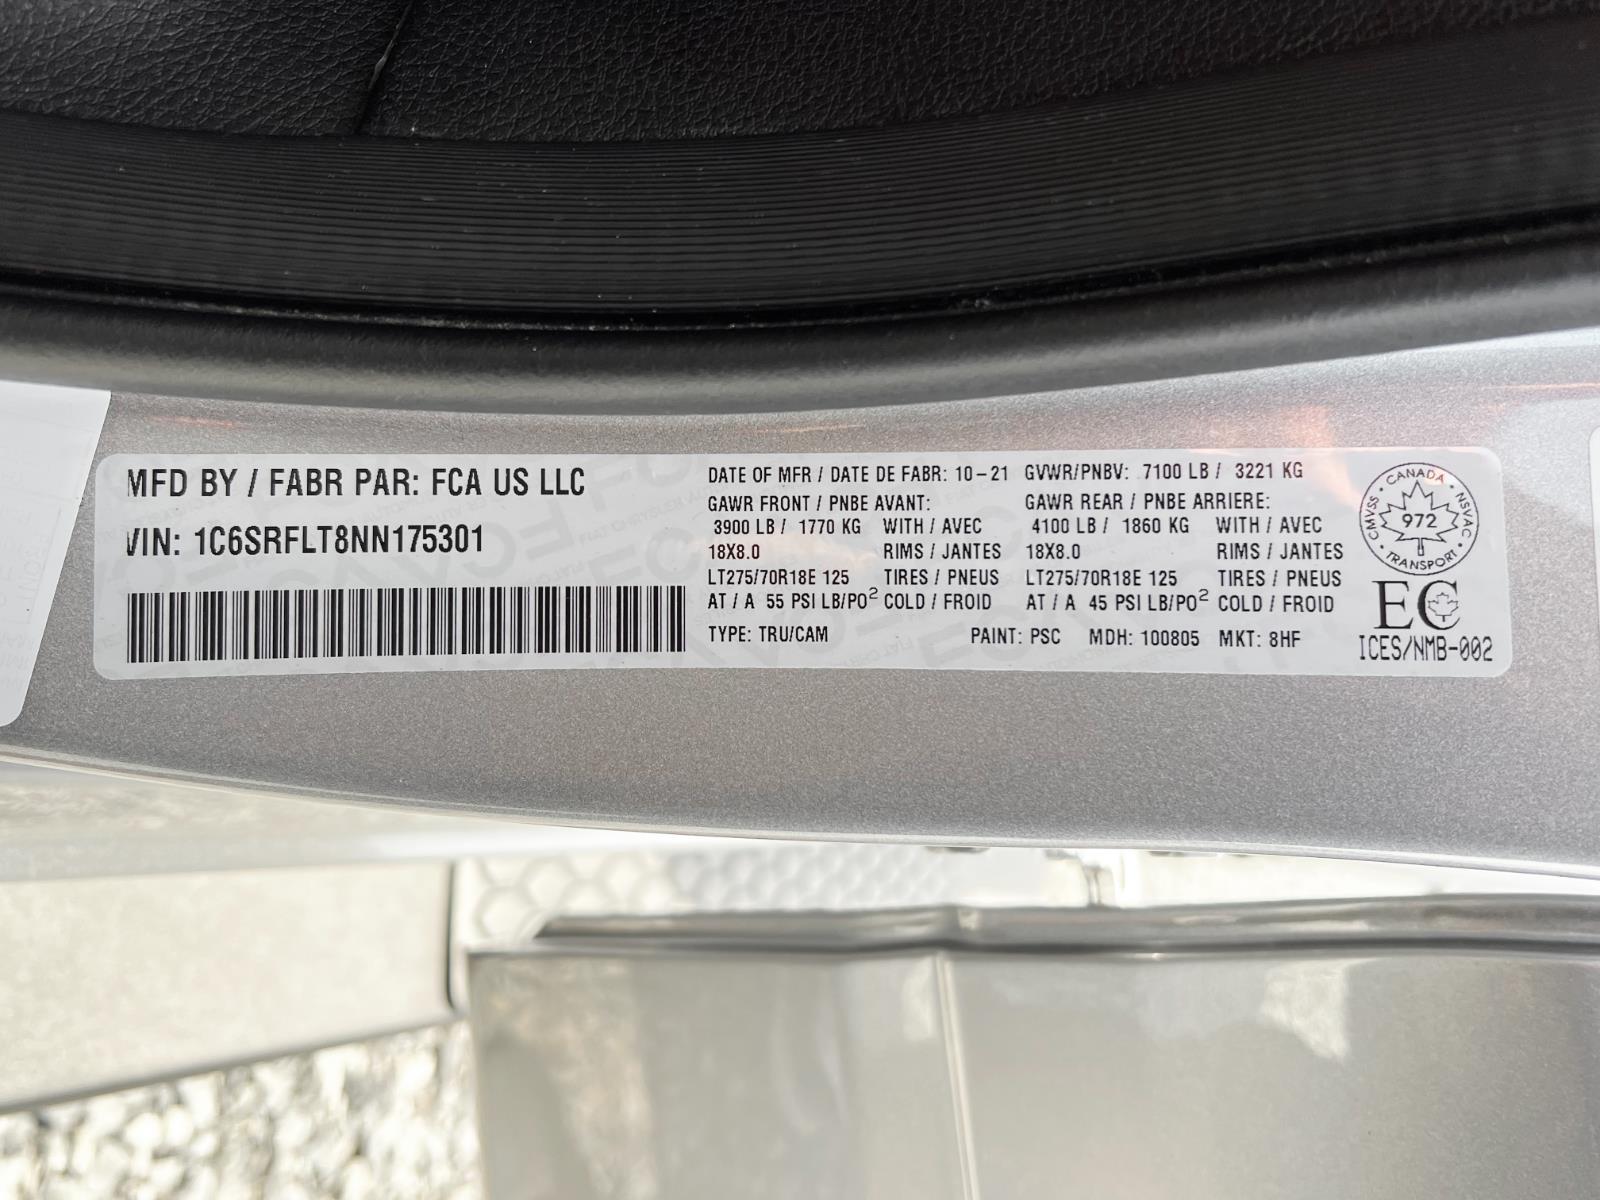 MFD BY / FABR PAR: FCA US LLC
VIN: 1C6SRFLT8NN175301
DATE OF MFR / DATE DE FABR: 10-21 GVWR/PNBV: 7100 LB / 3221 KG
GAWR FRONT / PNBE AVANT: GAWR REAR / PNBE ARRIERE:
3900 LB / 1770 KG WITH / AVEC 4100 LB / 1860 KG WITH / AVEC
18X8.0 RIMS / JANTES 18X8.0 RIMS / JANTES
LT275/70R18E 125 TIRES / PNEUS LT275/70R18E 125 TIRES / PNEUS
AT / A 55 PSI LB/PO² COLD / FROID AT / A 45 PSI LB/PO² COLD / FROID
TYPE: TRU/CAM PAINT: PSC MDH: 100805 MKT: 8HF
CMVSS • CANADA • NSVAC
972
• TRANSPORT •
EC
ICES/NMB-002